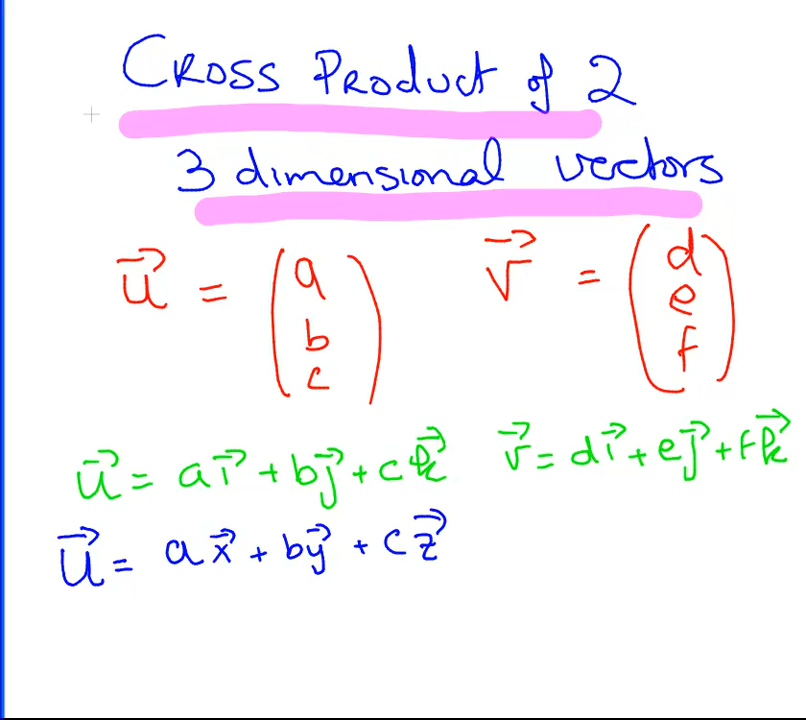 CROSS PRODUCT of 2
3 dimensional vectors
u⃗ = (a b c) v⃗ = (d e f)
u⃗ = ai⃗ + bj⃗ + ck⃗ v⃗ = di⃗ + ej⃗ + fk⃗
u⃗ = ax⃗ + by⃗ + cz⃗